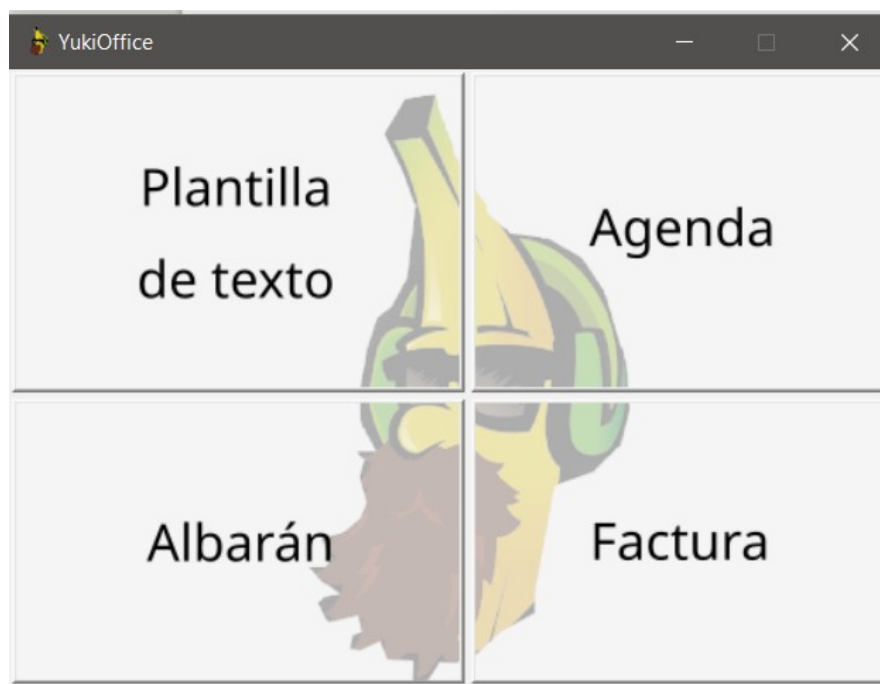 YukiOffice
Plantilla
de texto
Agenda
Albarán
Factura